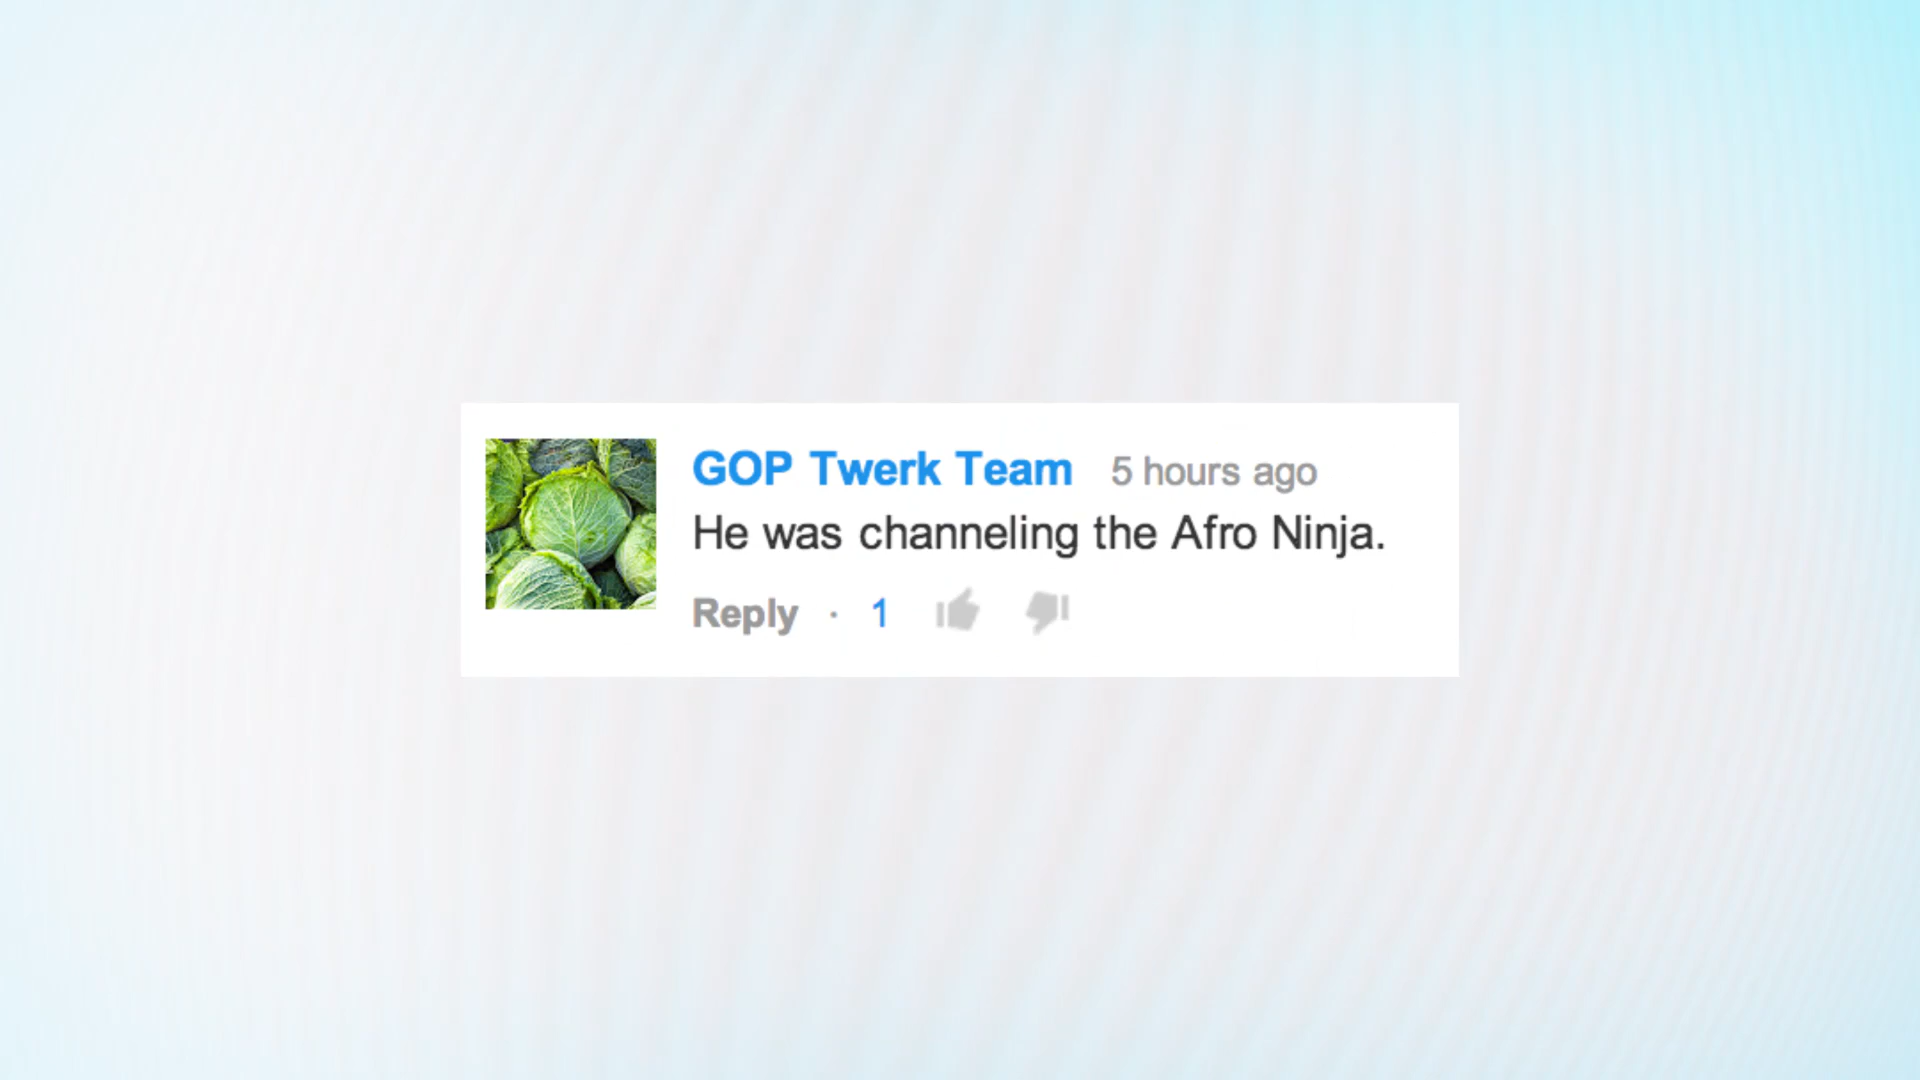 GOP Twerk Team 5 hours ago
He was channeling the Afro Ninja.
Reply · 1